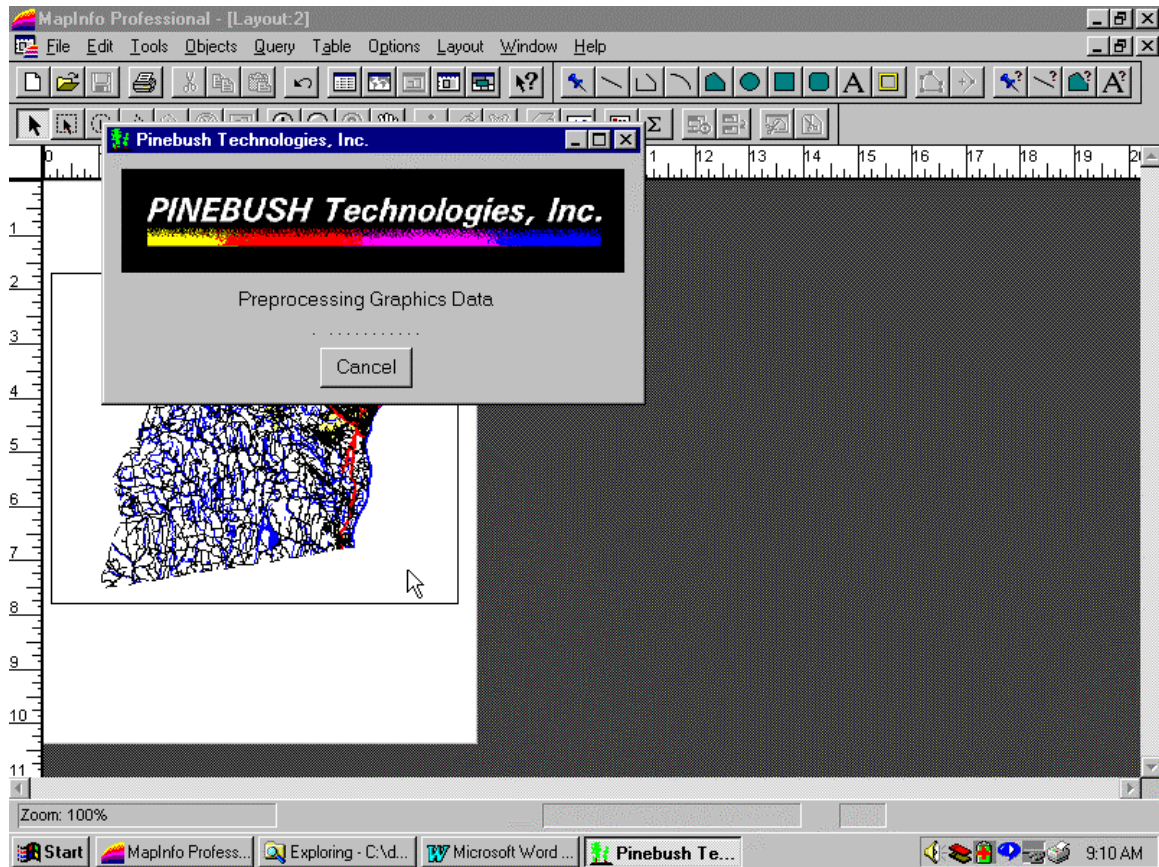 MapInfo Professional - [Layout:2]
File Edit Tools Objects Query Table Options Layout Window Help
A A?
Σ
Pinebush Technologies, Inc.
0 1 12 13 14 15 16 17 18 19
PINEBUSH Technologies, Inc.
Preprocessing Graphics Data
. . . . . . . . . . . .
Cancel
1
2
3
4
5
6
7
8
9
10
11
Zoom: 100%
Start MapInfo Profess... Exploring - C:\d... Microsoft Word ... Pinebush Te... 9:10 AM